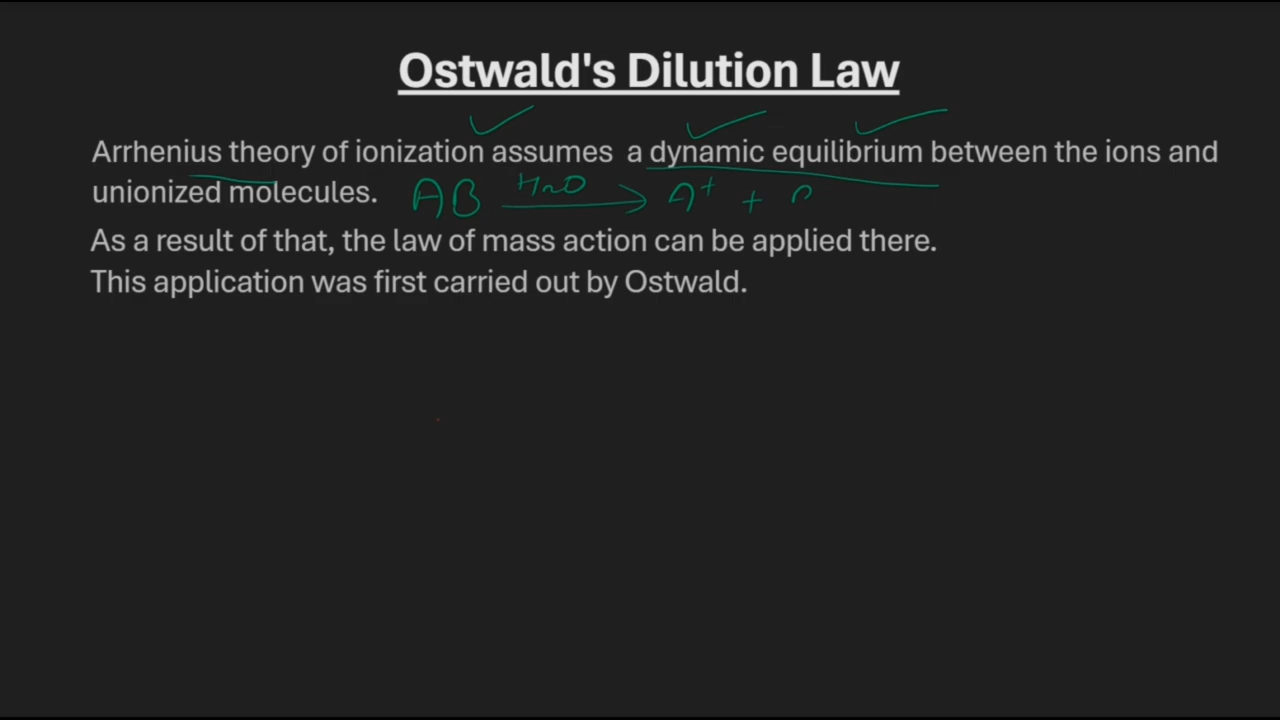 Ostwald's Dilution Law
Arrhenius theory of ionization assumes a dynamic equilibrium between the ions and
unionized molecules. AB H2O → A+ +
As a result of that, the law of mass action can be applied there.
This application was first carried out by Ostwald.